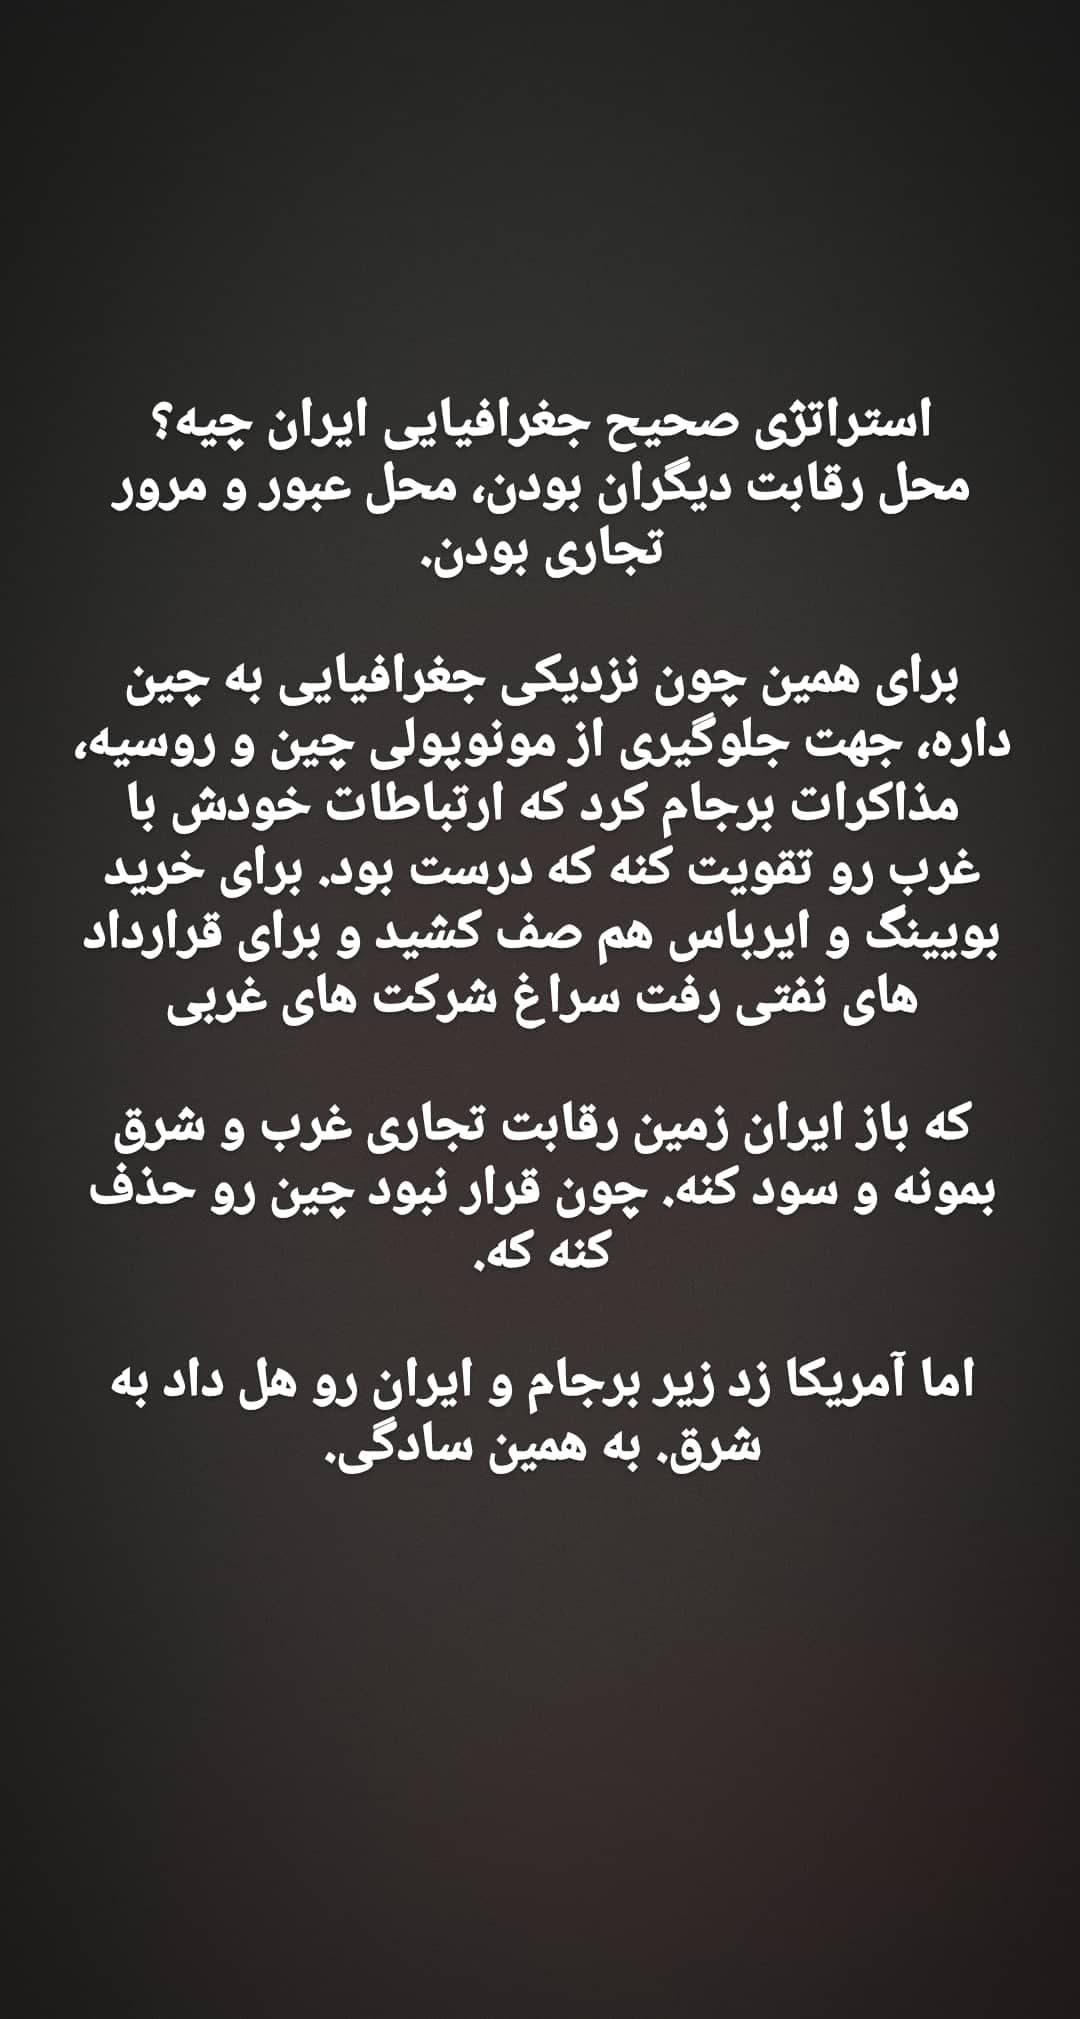 استراتژی صحیح جغرافیایی ایران چیه؟
محل رقابت دیگران بودن، محل عبور و مرور
تجاری بودن.
برای همین چون نزدیکی جغرافیایی به چین
داره، جهت جلوگیری از مونوپولی چین و روسیه،
مذاکرات برجام کرد که ارتباطات خودش با
غرب رو تقویت کنه که درست بود. برای خرید
بویینگ و ایرباس هم صف کشید و برای قرارداد
های نفتی رفت سراغ شرکت های غربی
که باز ایران زمین رقابت تجاری غرب و شرق
بمونه و سود کنه. چون قرار نبود چین رو حذف
کنه که.
اما آمریکا زد زیر برجام و ایران رو هل داد به
شرق. به همین سادگی.